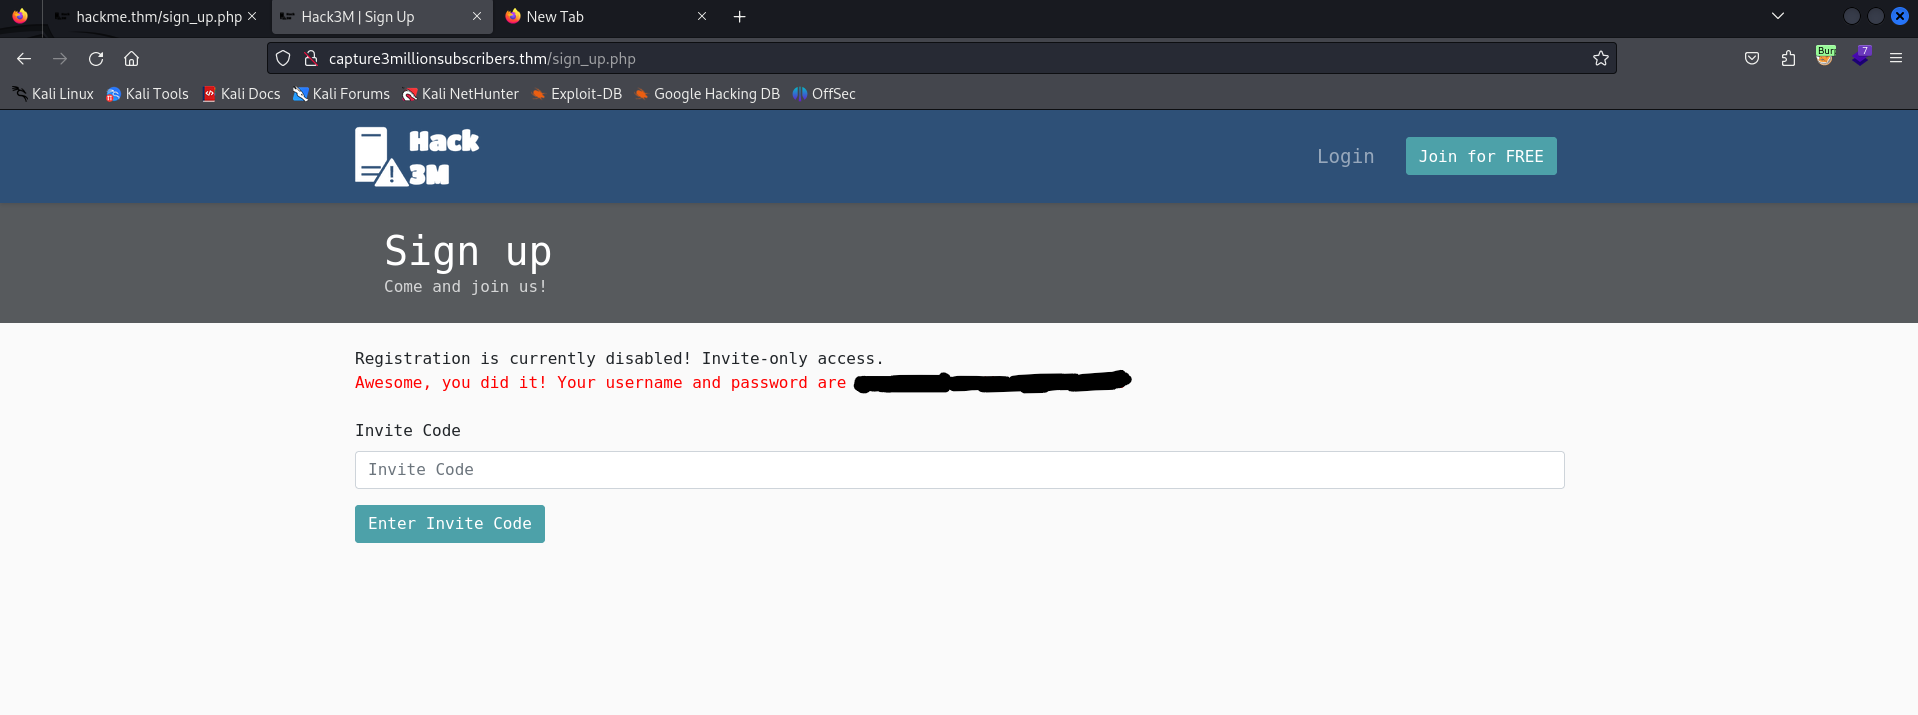 hackme.thm/sign_up.php
Hack3M | Sign Up
New Tab
capture3millionsubscribers.thm/sign_up.php
Bur
7
Kali Linux
Kali Tools
Kali Docs
Kali Forums
Kali NetHunter
Exploit-DB
Google Hacking DB
OffSec
Hack
3M
Login
Join for FREE
Sign up
Come and join us!
Registration is currently disabled! Invite-only access.
Awesome, you did it! Your username and password are
Invite Code
Invite Code
Enter Invite Code